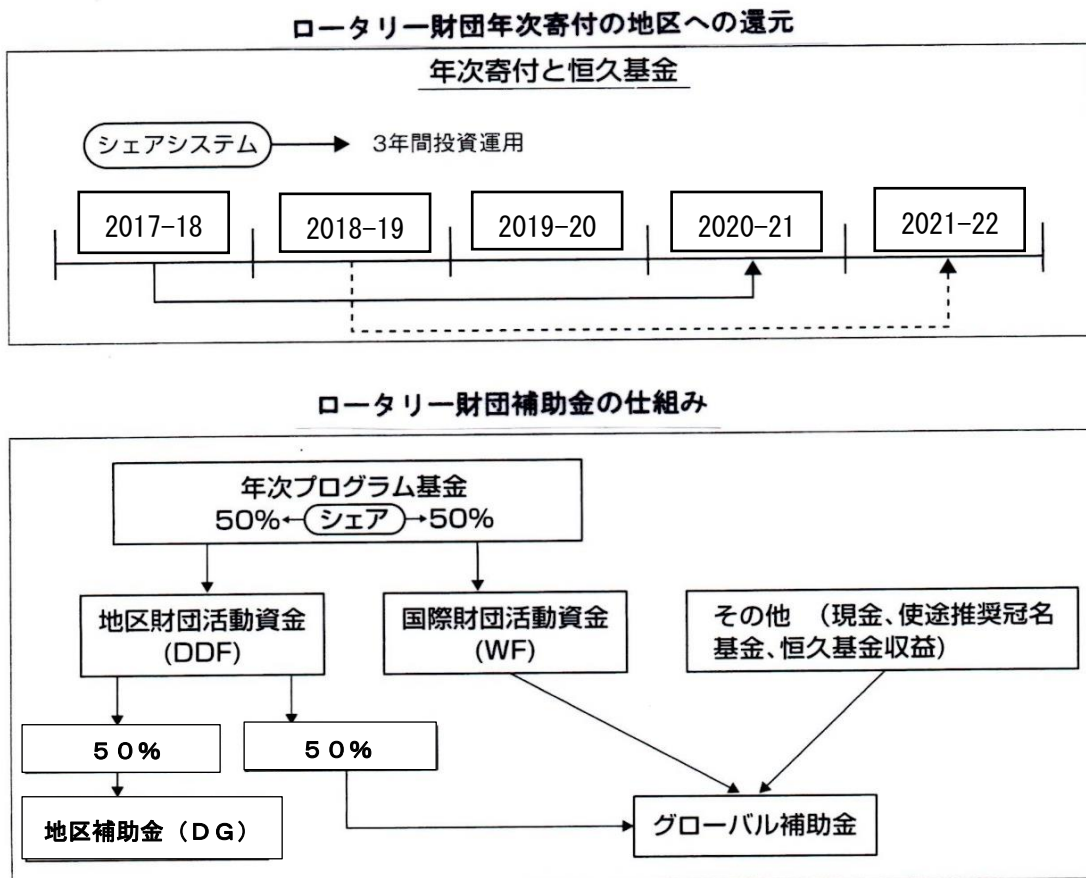 ロータリー財団年次寄付の地区への還元
年次寄付と恒久基金
シェアシステム
3年間投資運用
2017-18
2018-19
2019-20
2020-21
2021-22
ロータリー財団補助金の仕組み
年次プログラム基金
50%
シェア
50%
地区財団活動資金
(DDF)
国際財団活動資金
(WF)
その他　(現金、使途推奨冠名
基金、恒久基金収益)
５０%
５０%
地区補助金（ＤＧ）
グローバル補助金